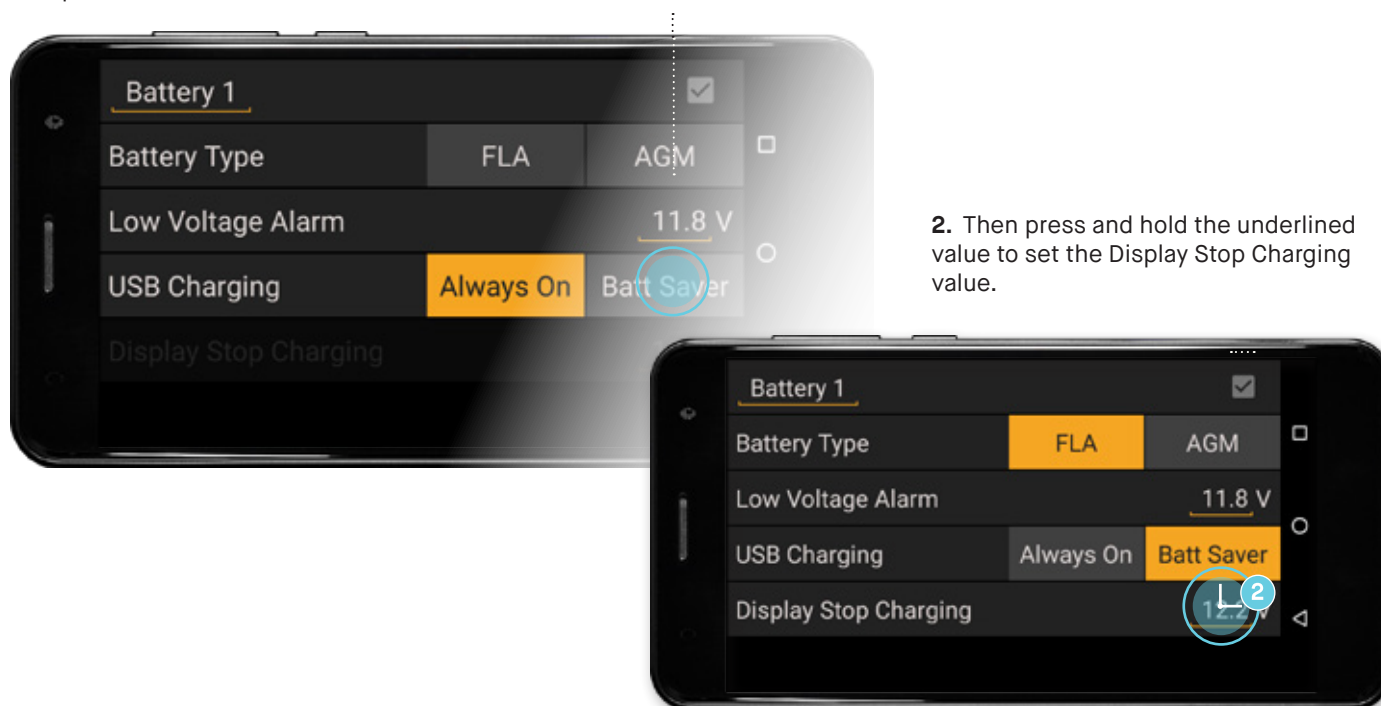 Battery 1
Battery Type FLA AGM
Low Voltage Alarm 11.8 V
USB Charging Always On Batt Saver
Display Stop Charging
2. Then press and hold the underlined
value to set the Display Stop Charging
value.
Battery 1
Battery Type FLA AGM
Low Voltage Alarm 11.8 V
USB Charging Always On Batt Saver
Display Stop Charging 12.2 V
2